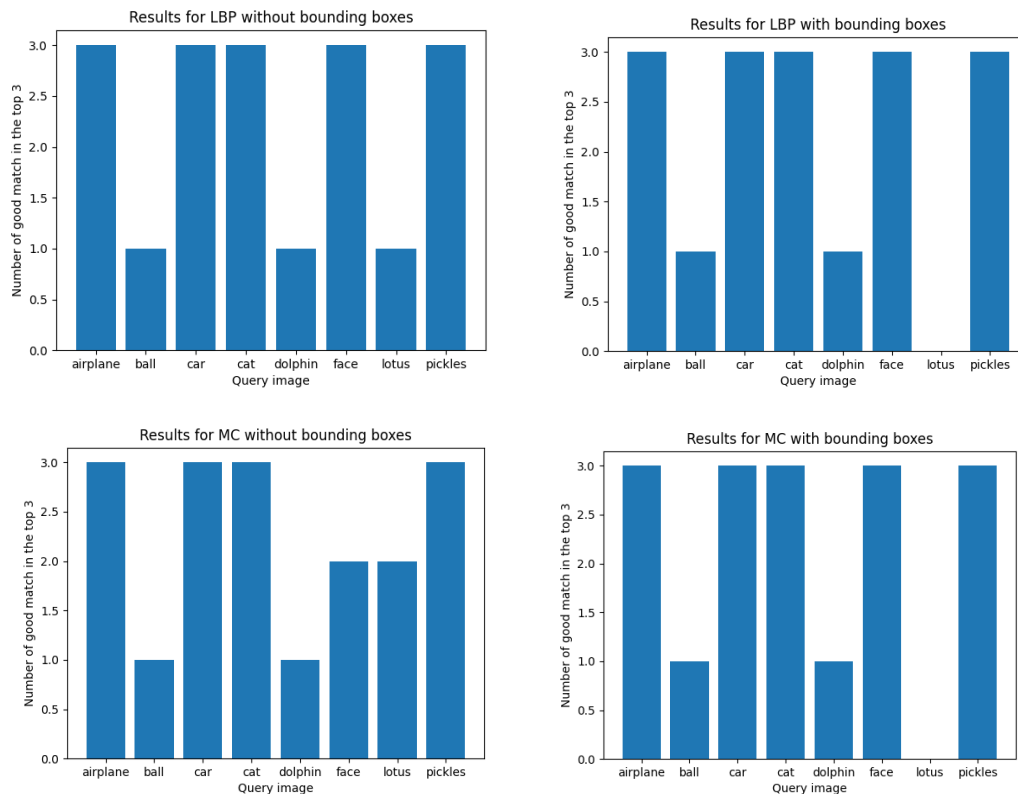 Results for LBP without bounding boxes
Number of good match in the top 3
3.0
2.5
2.0
1.5
1.0
0.5
0.0
airplane ball car cat dolphin face lotus pickles
Query image
Results for LBP with bounding boxes
Number of good match in the top 3
3.0
2.5
2.0
1.5
1.0
0.5
0.0
airplane ball car cat dolphin face lotus pickles
Query image
Results for MC without bounding boxes
Number of good match in the top 3
3.0
2.5
2.0
1.5
1.0
0.5
0.0
airplane ball car cat dolphin face lotus pickles
Query image
Results for MC with bounding boxes
Number of good match in the top 3
3.0
2.5
2.0
1.5
1.0
0.5
0.0
airplane ball car cat dolphin face lotus pickles
Query image